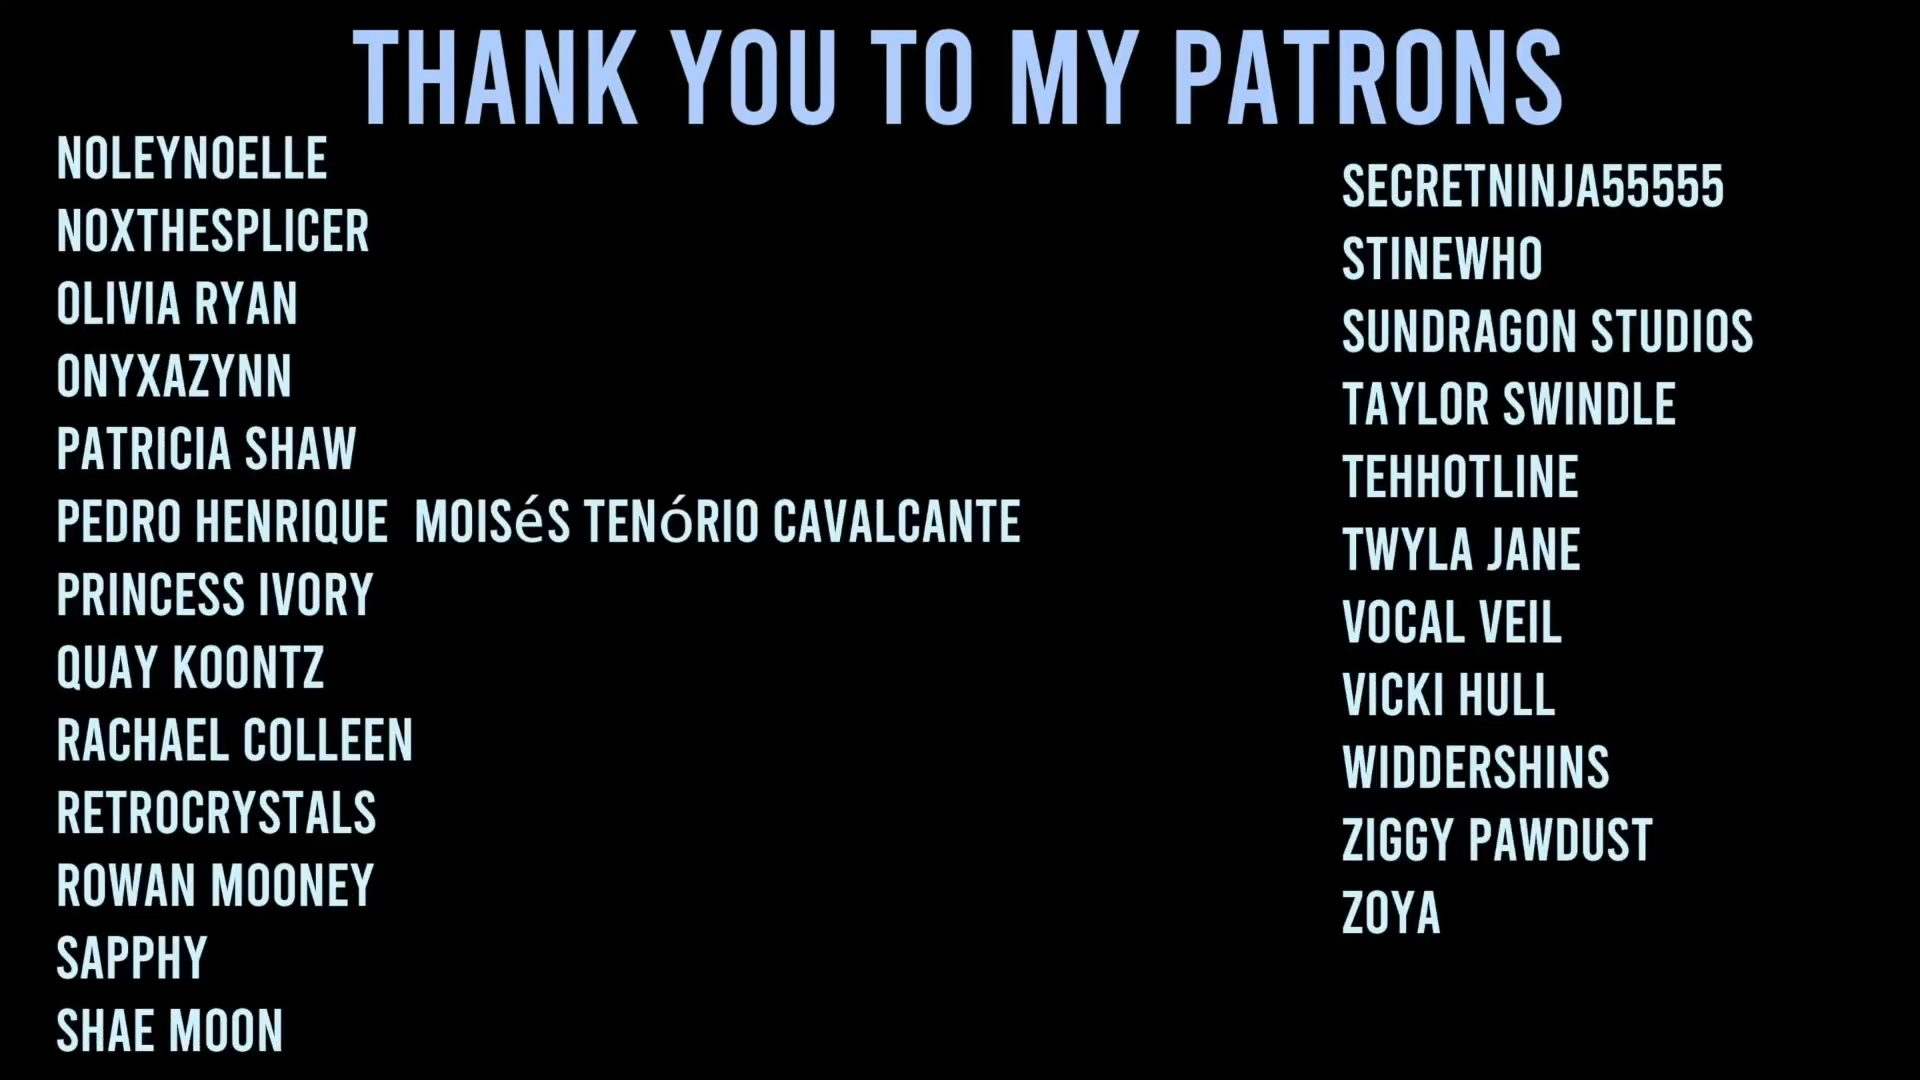 THANK YOU TO MY PATRONS
NOLEYNOELLE
NOXTHESPLICER
OLIVIA RYAN
ONYXAZYNN
PATRICIA SHAW
PEDRO HENRIQUE  MOISéS TENóRIO CAVALCANTE
PRINCESS IVORY
QUAY KOONTZ
RACHAEL COLLEEN
RETROCRYSTALS
ROWAN MOONEY
SAPPHY
SHAE MOON
SECRETNINJA55555
STINEWHO
SUNDRAGON STUDIOS
TAYLOR SWINDLE
TEHHOTLINE
TWYLA JANE
VOCAL VEIL
VICKI HULL
WIDDERSHINS
ZIGGY PAWDUST
ZOYA